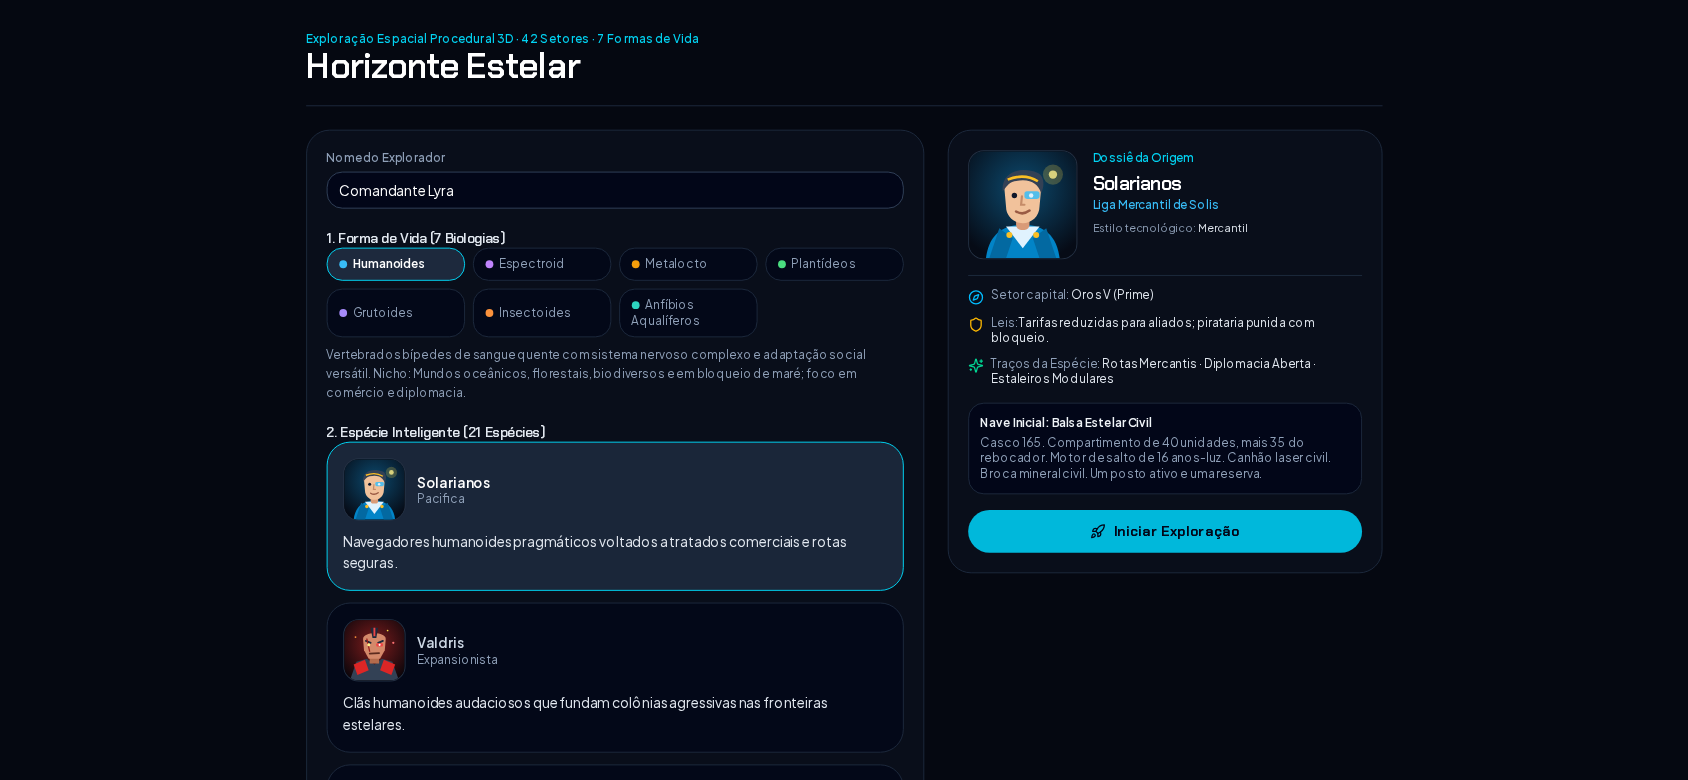 Exploração Espacial Procedural 3D · 42 Setores · 7 Formas de Vida
Horizonte Estelar
Nome do Explorador
Comandante Lyra
1. Forma de Vida (7 Biologias)
Humanoides
Espectroid
Metalocto
Plantídeos
Grutoides
Insectoides
Anfíbios
Aqualíferos
Vertebrados bípedes de sangue quente com sistema nervoso complexo e adaptação social
versátil. Nicho: Mundos oceânicos, florestais, biodiversos e em bloqueio de maré; foco em
comércio e diplomacia.
2. Espécie Inteligente (21 Espécies)
Solarianos
Pacífica
Navegadores humanoides pragmáticos voltados a tratados comerciais e rotas
seguras.
Valdris
Expansionista
Clãs humanoides audaciosos que fundam colônias agressivas nas fronteiras
estelares.
Dossiê da Origem
Solarianos
Liga Mercantil de Solis
Estilo tecnológico: Mercantil
Setor capital: Oros V (Prime)
Leis: Tarifas reduzidas para aliados; pirataria punida com
bloqueio.
Traços da Espécie: Rotas Mercantis · Diplomacia Aberta ·
Estaleiros Modulares
Nave Inicial: Balsa Estelar Civil
Casco 165. Compartimento de 40 unidades, mais 35 do
rebocador. Motor de salto de 16 anos-luz. Canhão laser civil.
Broca mineral civil. Um posto ativo e uma reserva.
Iniciar Exploração